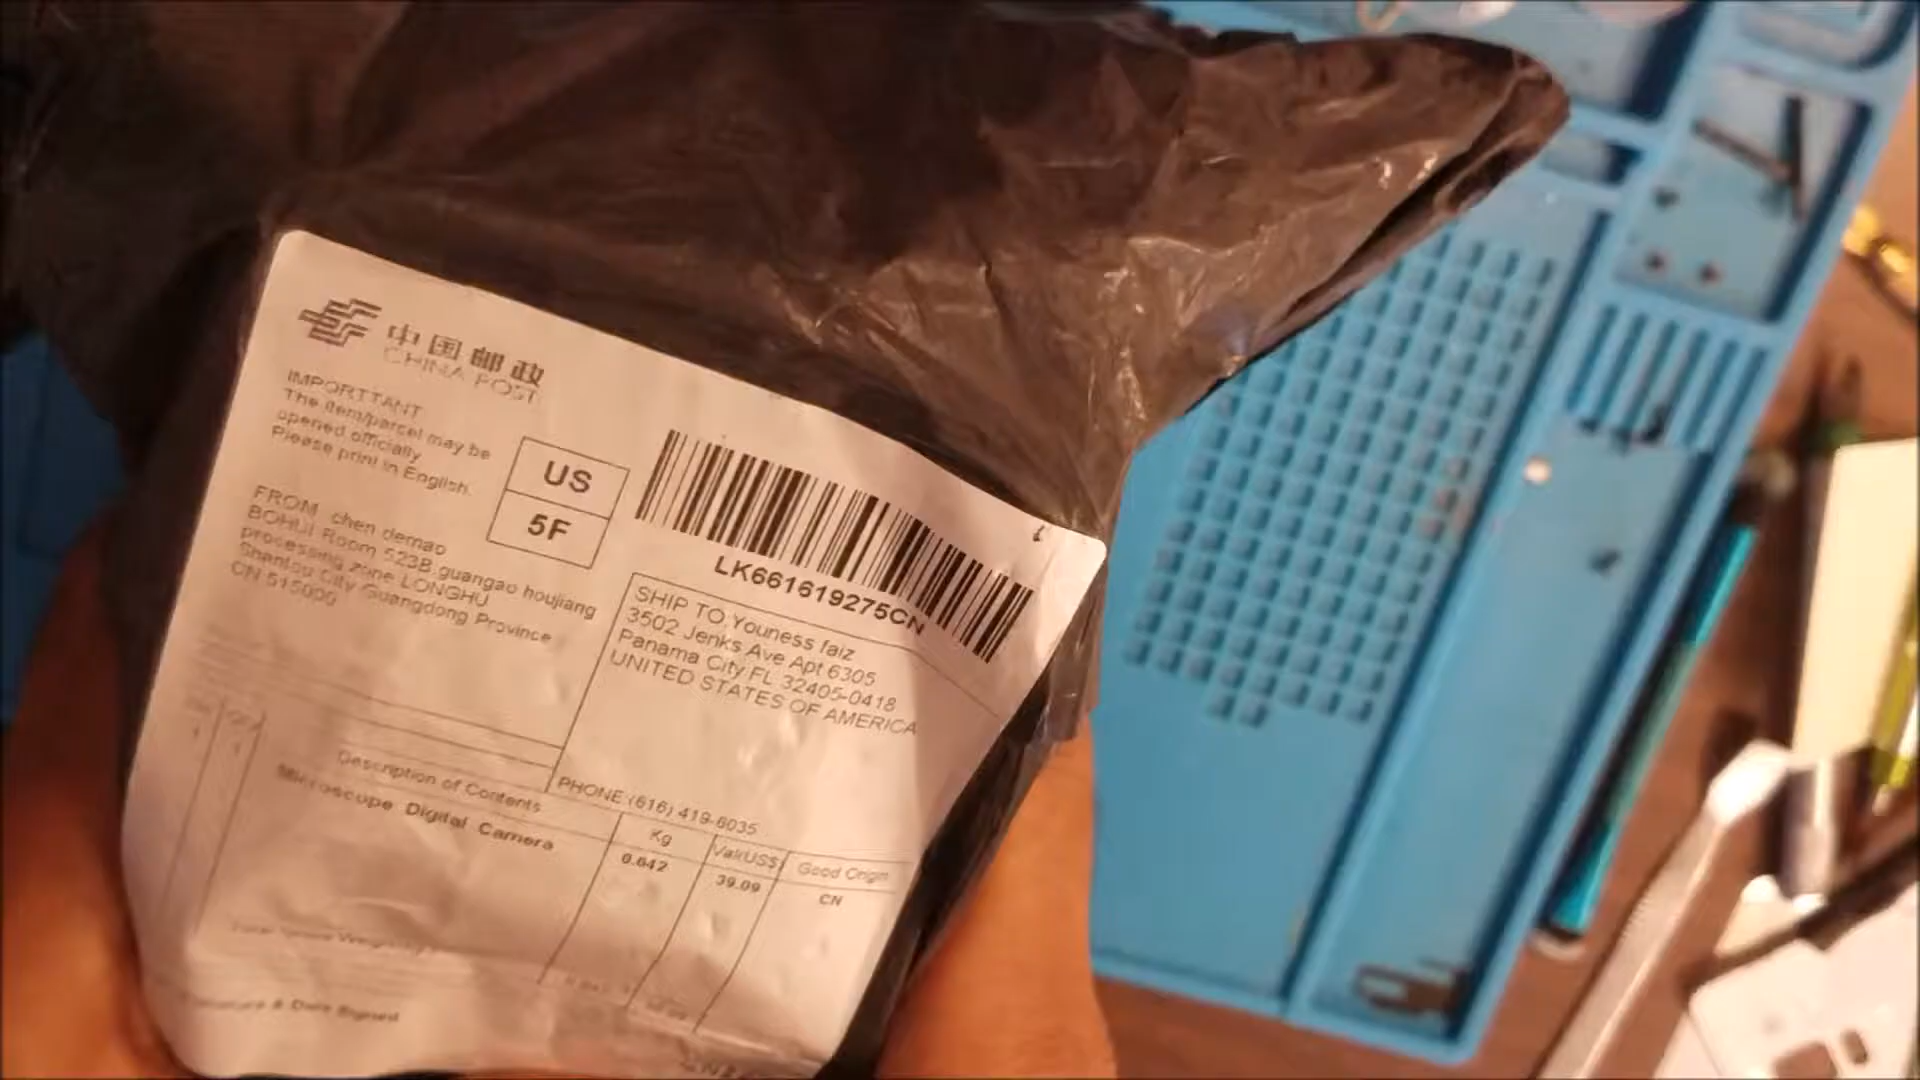 中国邮政
CHINA POST
IMPORTTANT
The item/parcel may be
opened officially
Please print in English.
US
5F
LK661619275CN
FROM chen demao
BOHUI Room 523B guangao houjiang
processing zone LONGHU
Shantou City Guangdong Province
CN 515000
SHIP TO Youness faiz
3502 Jenks Ave Apt 6305
Panama City FL 32405-0418
UNITED STATES OF AMERICA
PHONE (616) 419-6035
Description of Contents
Kg
Val(US$)
Good Origin
1
1
Microscope Digital Camera
0.642
39.09
CN
& Date Signed